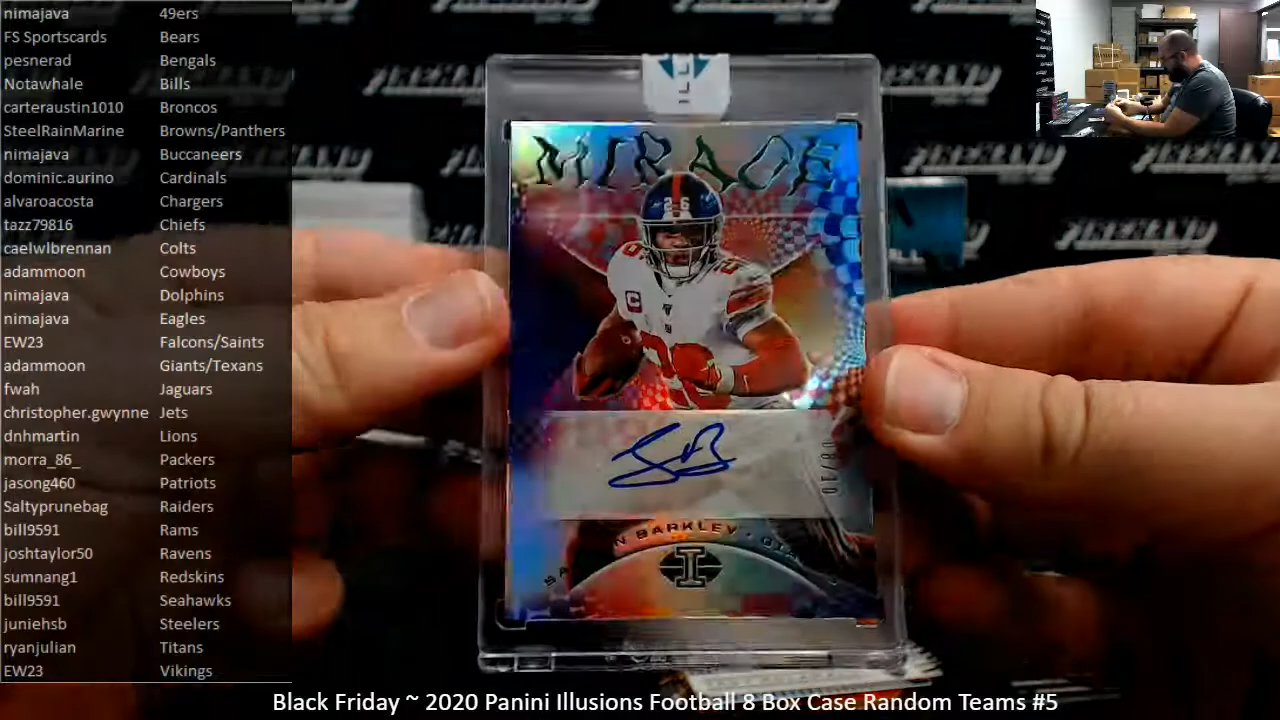 nimajava 49ers
FS Sportscards Bears
pesnerad Bengals
Notawhale Bills
carteraustin1010 Broncos
SteelRainMarine Browns/Panthers
nimajava Buccaneers
dominic.aurino Cardinals
alvaroacosta Chargers
tazz79816 Chiefs
caelwlbrennan Colts
adammoon Cowboys
nimajava Dolphins
nimajava Eagles
EW23 Falcons/Saints
adammoon Giants/Texans
fwah Jaguars
christopher.gwynne Jets
dnhmartin Lions
morra_86_ Packers
jasong460 Patriots
Saltyprunebag Raiders
bill9591 Rams
joshtaylor50 Ravens
sumnang1 Redskins
bill9591 Seahawks
juniehsb Steelers
ryanjulian Titans
EW23 Vikings
MIRAGE
26
C
BARKLEY
I
Black Friday ~ 2020 Panini Illusions Football 8 Box Case Random Teams #5